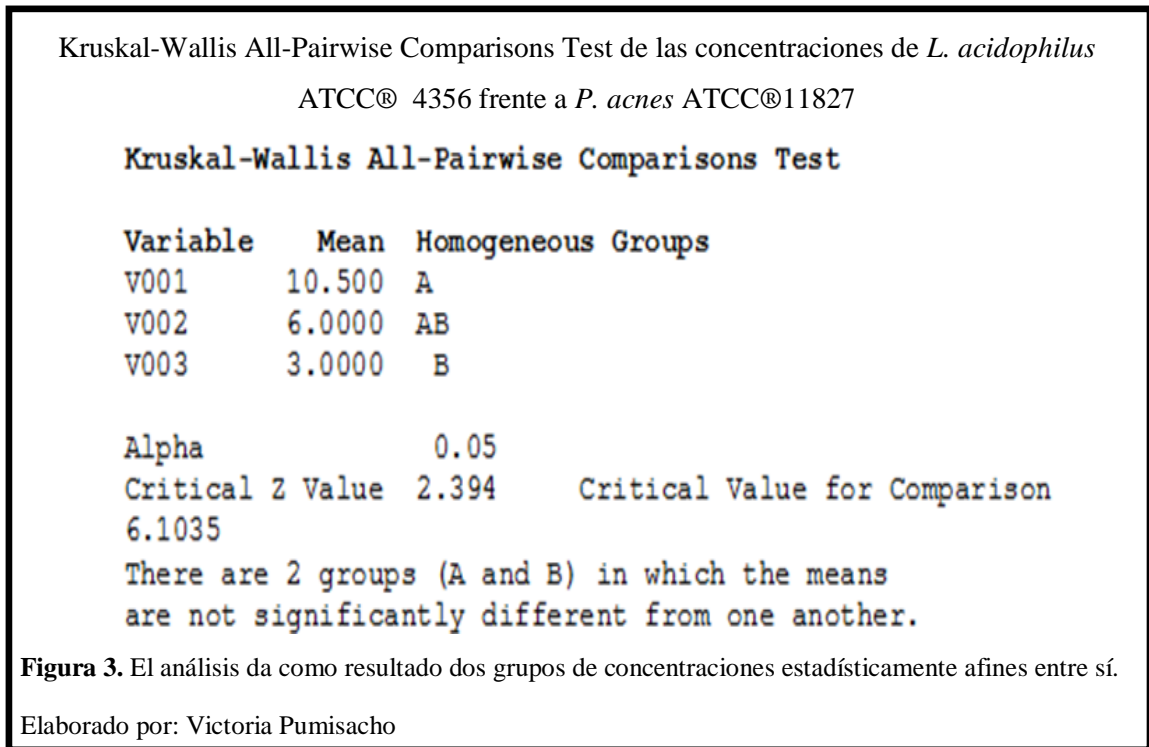 Kruskal-Wallis All-Pairwise Comparisons Test de las concentraciones de L. acidophilus
ATCC® 4356 frente a P. acnes ATCC®11827
Kruskal-Wallis All-Pairwise Comparisons Test
Variable Mean Homogeneous Groups
V001 10.500 A
V002 6.0000 AB
V003 3.0000 B
Alpha 0.05
Critical Z Value 2.394 Critical Value for Comparison
6.1035
There are 2 groups (A and B) in which the means
are not significantly different from one another.
Figura 3. El análisis da como resultado dos grupos de concentraciones estadísticamente afines entre sí.
Elaborado por: Victoria Pumisacho